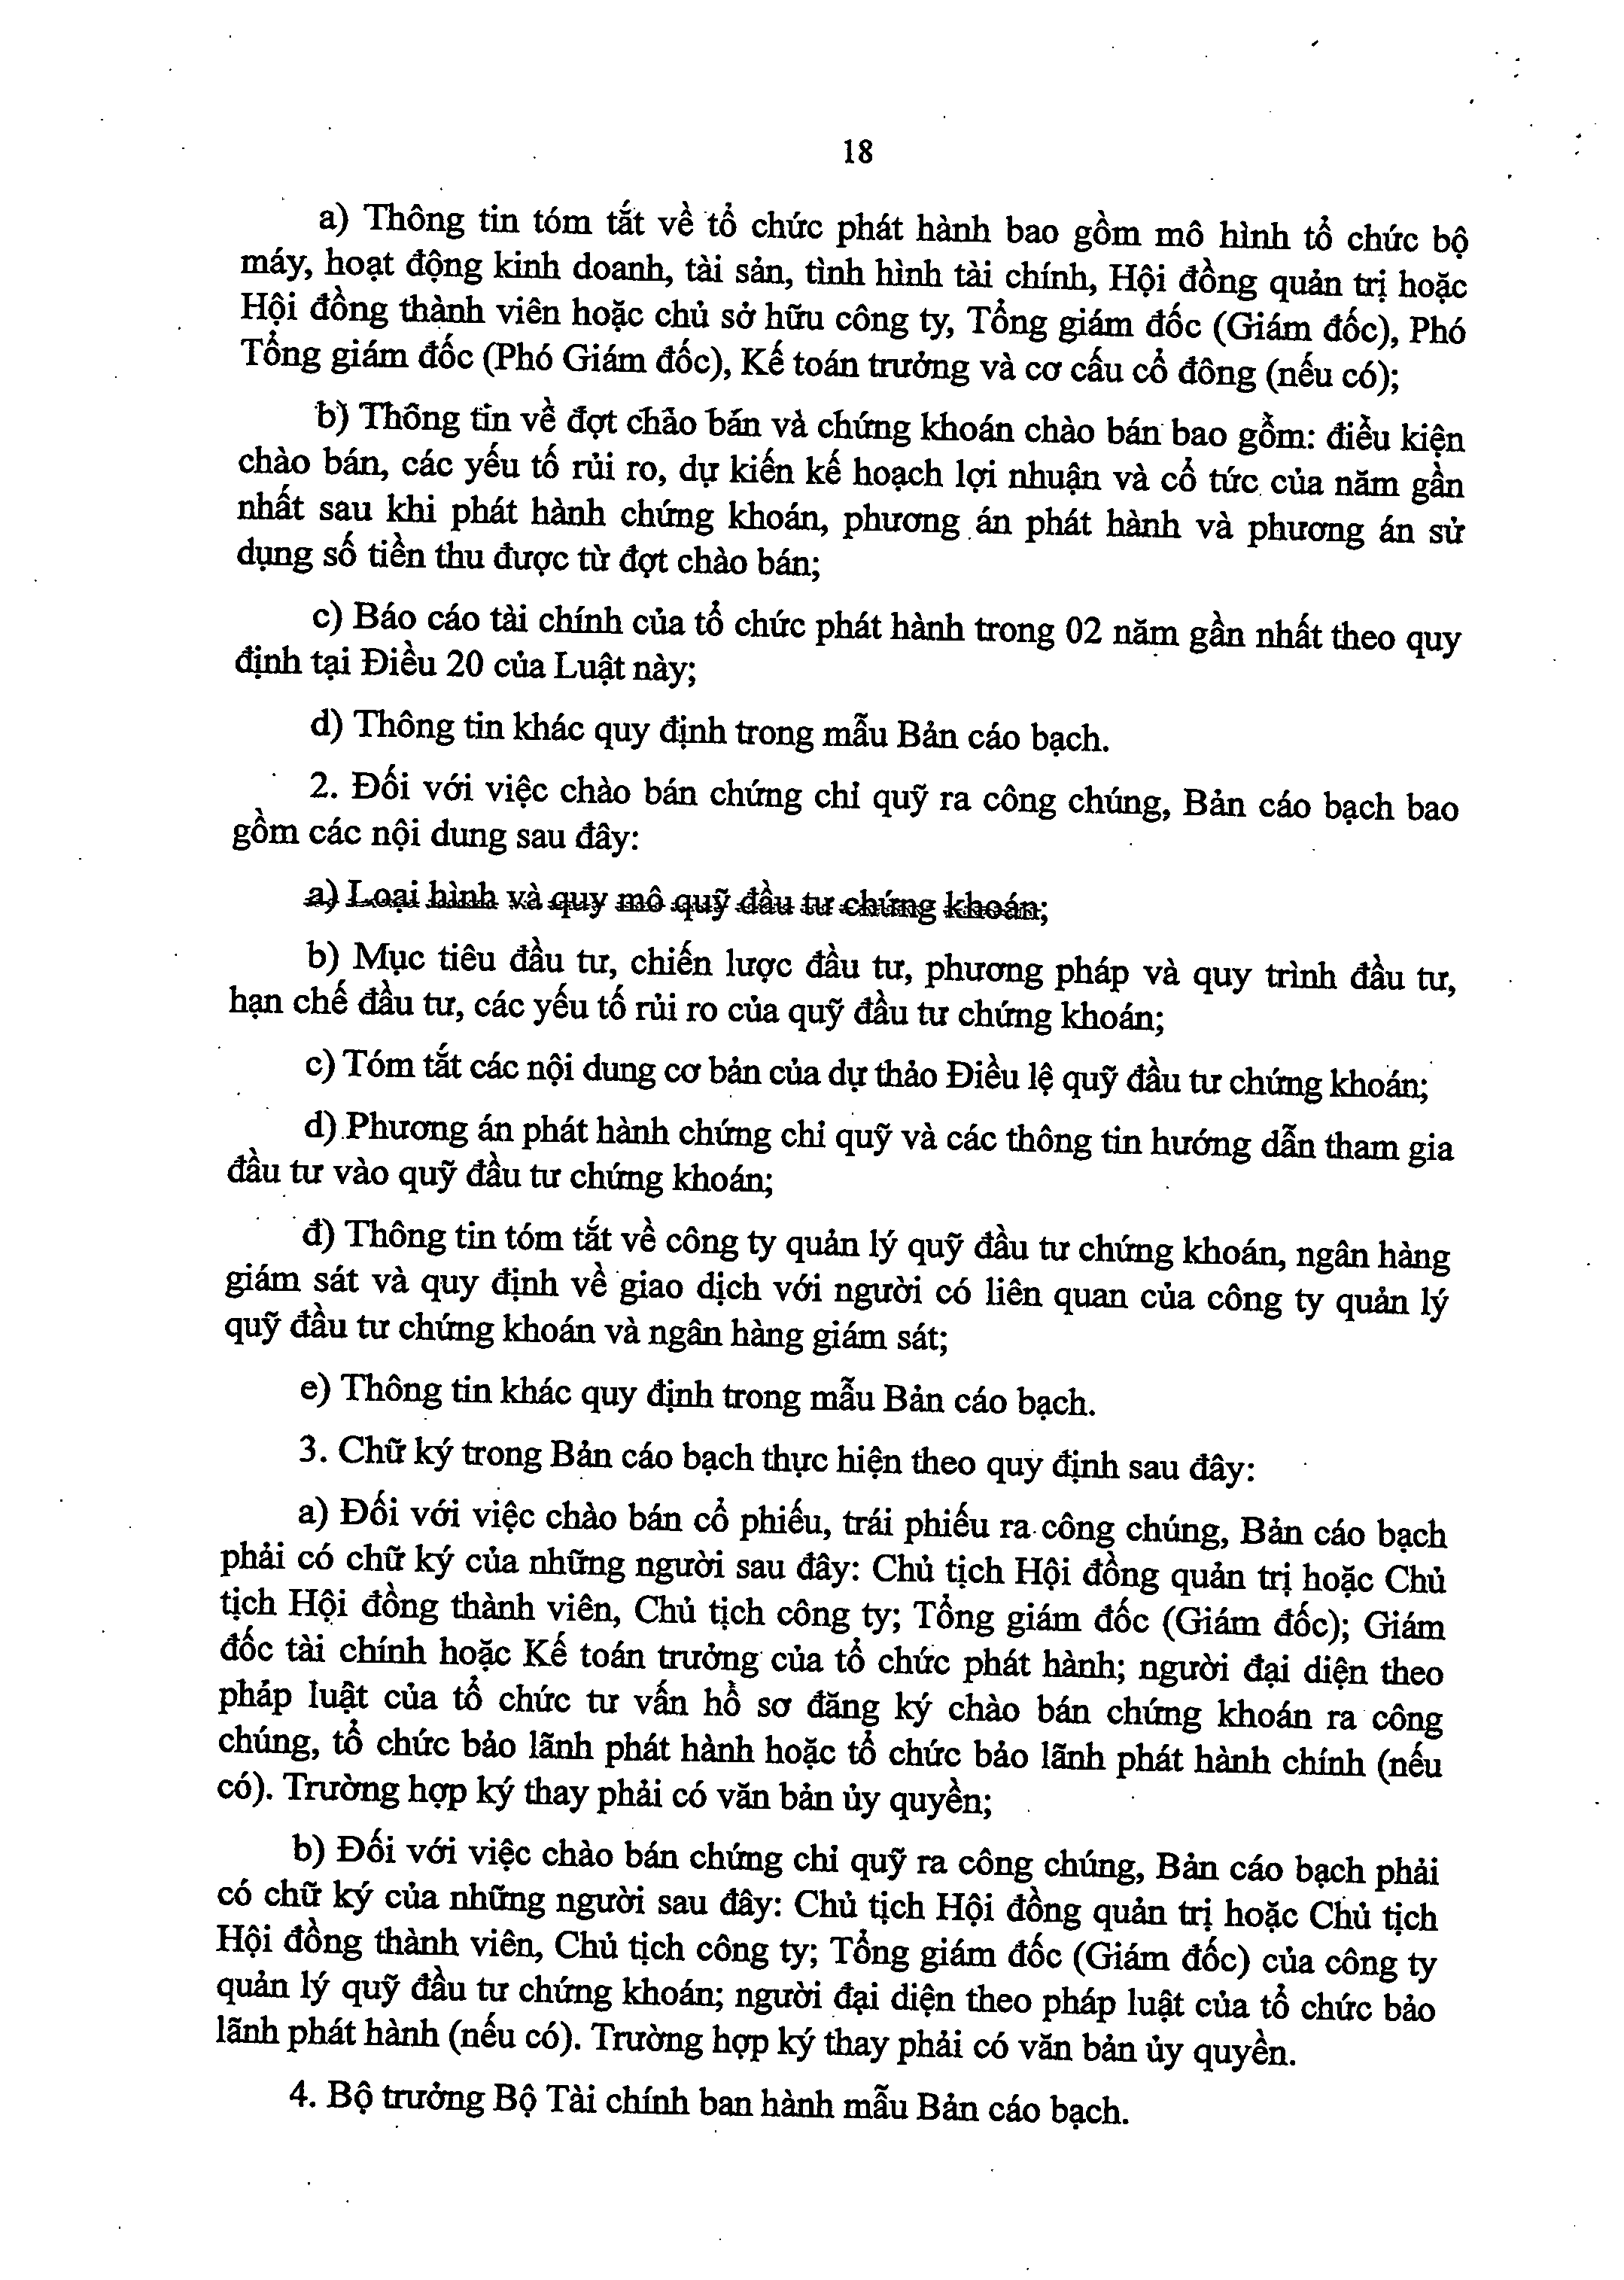 18
a) Thông tin tóm tắt về tổ chức phát hành bao gồm mô hình tổ chức bộ
máy, hoạt động kinh doanh, tài sản, tình hình tài chính, Hội đồng quản trị hoặc
Hội đồng thành viên hoặc chủ sở hữu công ty, Tổng giám đốc (Giám đốc), Phó
Tổng giám đốc (Phó Giám đốc), Kế toán trưởng và cơ cấu cổ đông (nếu có);
b) Thông tin về đợt chào bán và chứng khoán chào bán bao gồm: điều kiện
chào bán, các yếu tố rủi ro, dự kiến kế hoạch lợi nhuận và cổ tức của năm gần
nhất sau khi phát hành chứng khoán, phương án phát hành và phương án sử
dụng số tiền thu được từ đợt chào bán;
c) Báo cáo tài chính của tổ chức phát hành trong 02 năm gần nhất theo quy
định tại Điều 20 của Luật này;
d) Thông tin khác quy định trong mẫu Bản cáo bạch.
2. Đối với việc chào bán chứng chỉ quỹ ra công chúng, Bản cáo bạch bao
gồm các nội dung sau đây:
a) Loại hình và quy mô quỹ đầu tư chứng khoán;
b) Mục tiêu đầu tư, chiến lược đầu tư, phương pháp và quy trình đầu tư,
hạn chế đầu tư, các yếu tố rủi ro của quỹ đầu tư chứng khoán;
c) Tóm tắt các nội dung cơ bản của dự thảo Điều lệ quỹ đầu tư chứng khoán;
d) Phương án phát hành chứng chỉ quỹ và các thông tin hướng dẫn tham gia
đầu tư vào quỹ đầu tư chứng khoán;
đ) Thông tin tóm tắt về công ty quản lý quỹ đầu tư chứng khoán, ngân hàng
giám sát và quy định về giao dịch với người có liên quan của công ty quản lý
quỹ đầu tư chứng khoán và ngân hàng giám sát;
e) Thông tin khác quy định trong mẫu Bản cáo bạch.
3. Chữ ký trong Bản cáo bạch thực hiện theo quy định sau đây:
a) Đối với việc chào bán cổ phiếu, trái phiếu ra công chúng, Bản cáo bạch
phải có chữ ký của những người sau đây: Chủ tịch Hội đồng quản trị hoặc Chủ
tịch Hội đồng thành viên, Chủ tịch công ty; Tổng giám đốc (Giám đốc); Giám
đốc tài chính hoặc Kế toán trưởng của tổ chức phát hành; người đại diện theo
pháp luật của tổ chức tư vấn hồ sơ đăng ký chào bán chứng khoán ra công
chúng, tổ chức bảo lãnh phát hành hoặc tổ chức bảo lãnh phát hành chính (nếu
có). Trường hợp ký thay phải có văn bản ủy quyền;
b) Đối với việc chào bán chứng chỉ quỹ ra công chúng, Bản cáo bạch phải
có chữ ký của những người sau đây: Chủ tịch Hội đồng quản trị hoặc Chủ tịch
Hội đồng thành viên, Chủ tịch công ty; Tổng giám đốc (Giám đốc) của công ty
quản lý quỹ đầu tư chứng khoán; người đại diện theo pháp luật của tổ chức bảo
lãnh phát hành (nếu có). Trường hợp ký thay phải có văn bản ủy quyền.
4. Bộ trưởng Bộ Tài chính ban hành mẫu Bản cáo bạch.